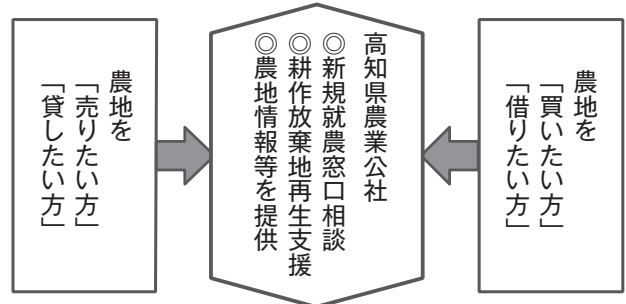 農地を
「買いたい方」
「借りたい方」
高知県農業公社
◎新規就農窓口相談
◎耕作放棄地再生支援
◎農地情報等を提供
農地を
「売りたい方」
「貸したい方」